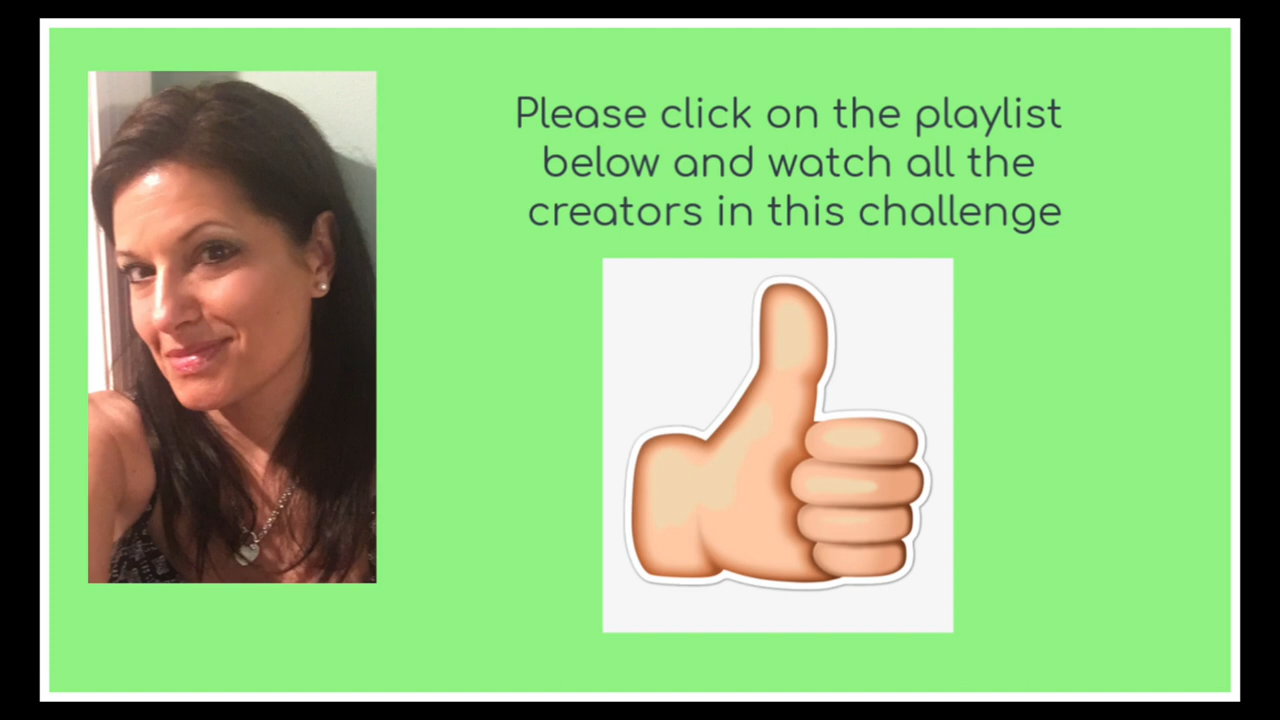 Please click on the playlist
below and watch all the
creators in this challenge